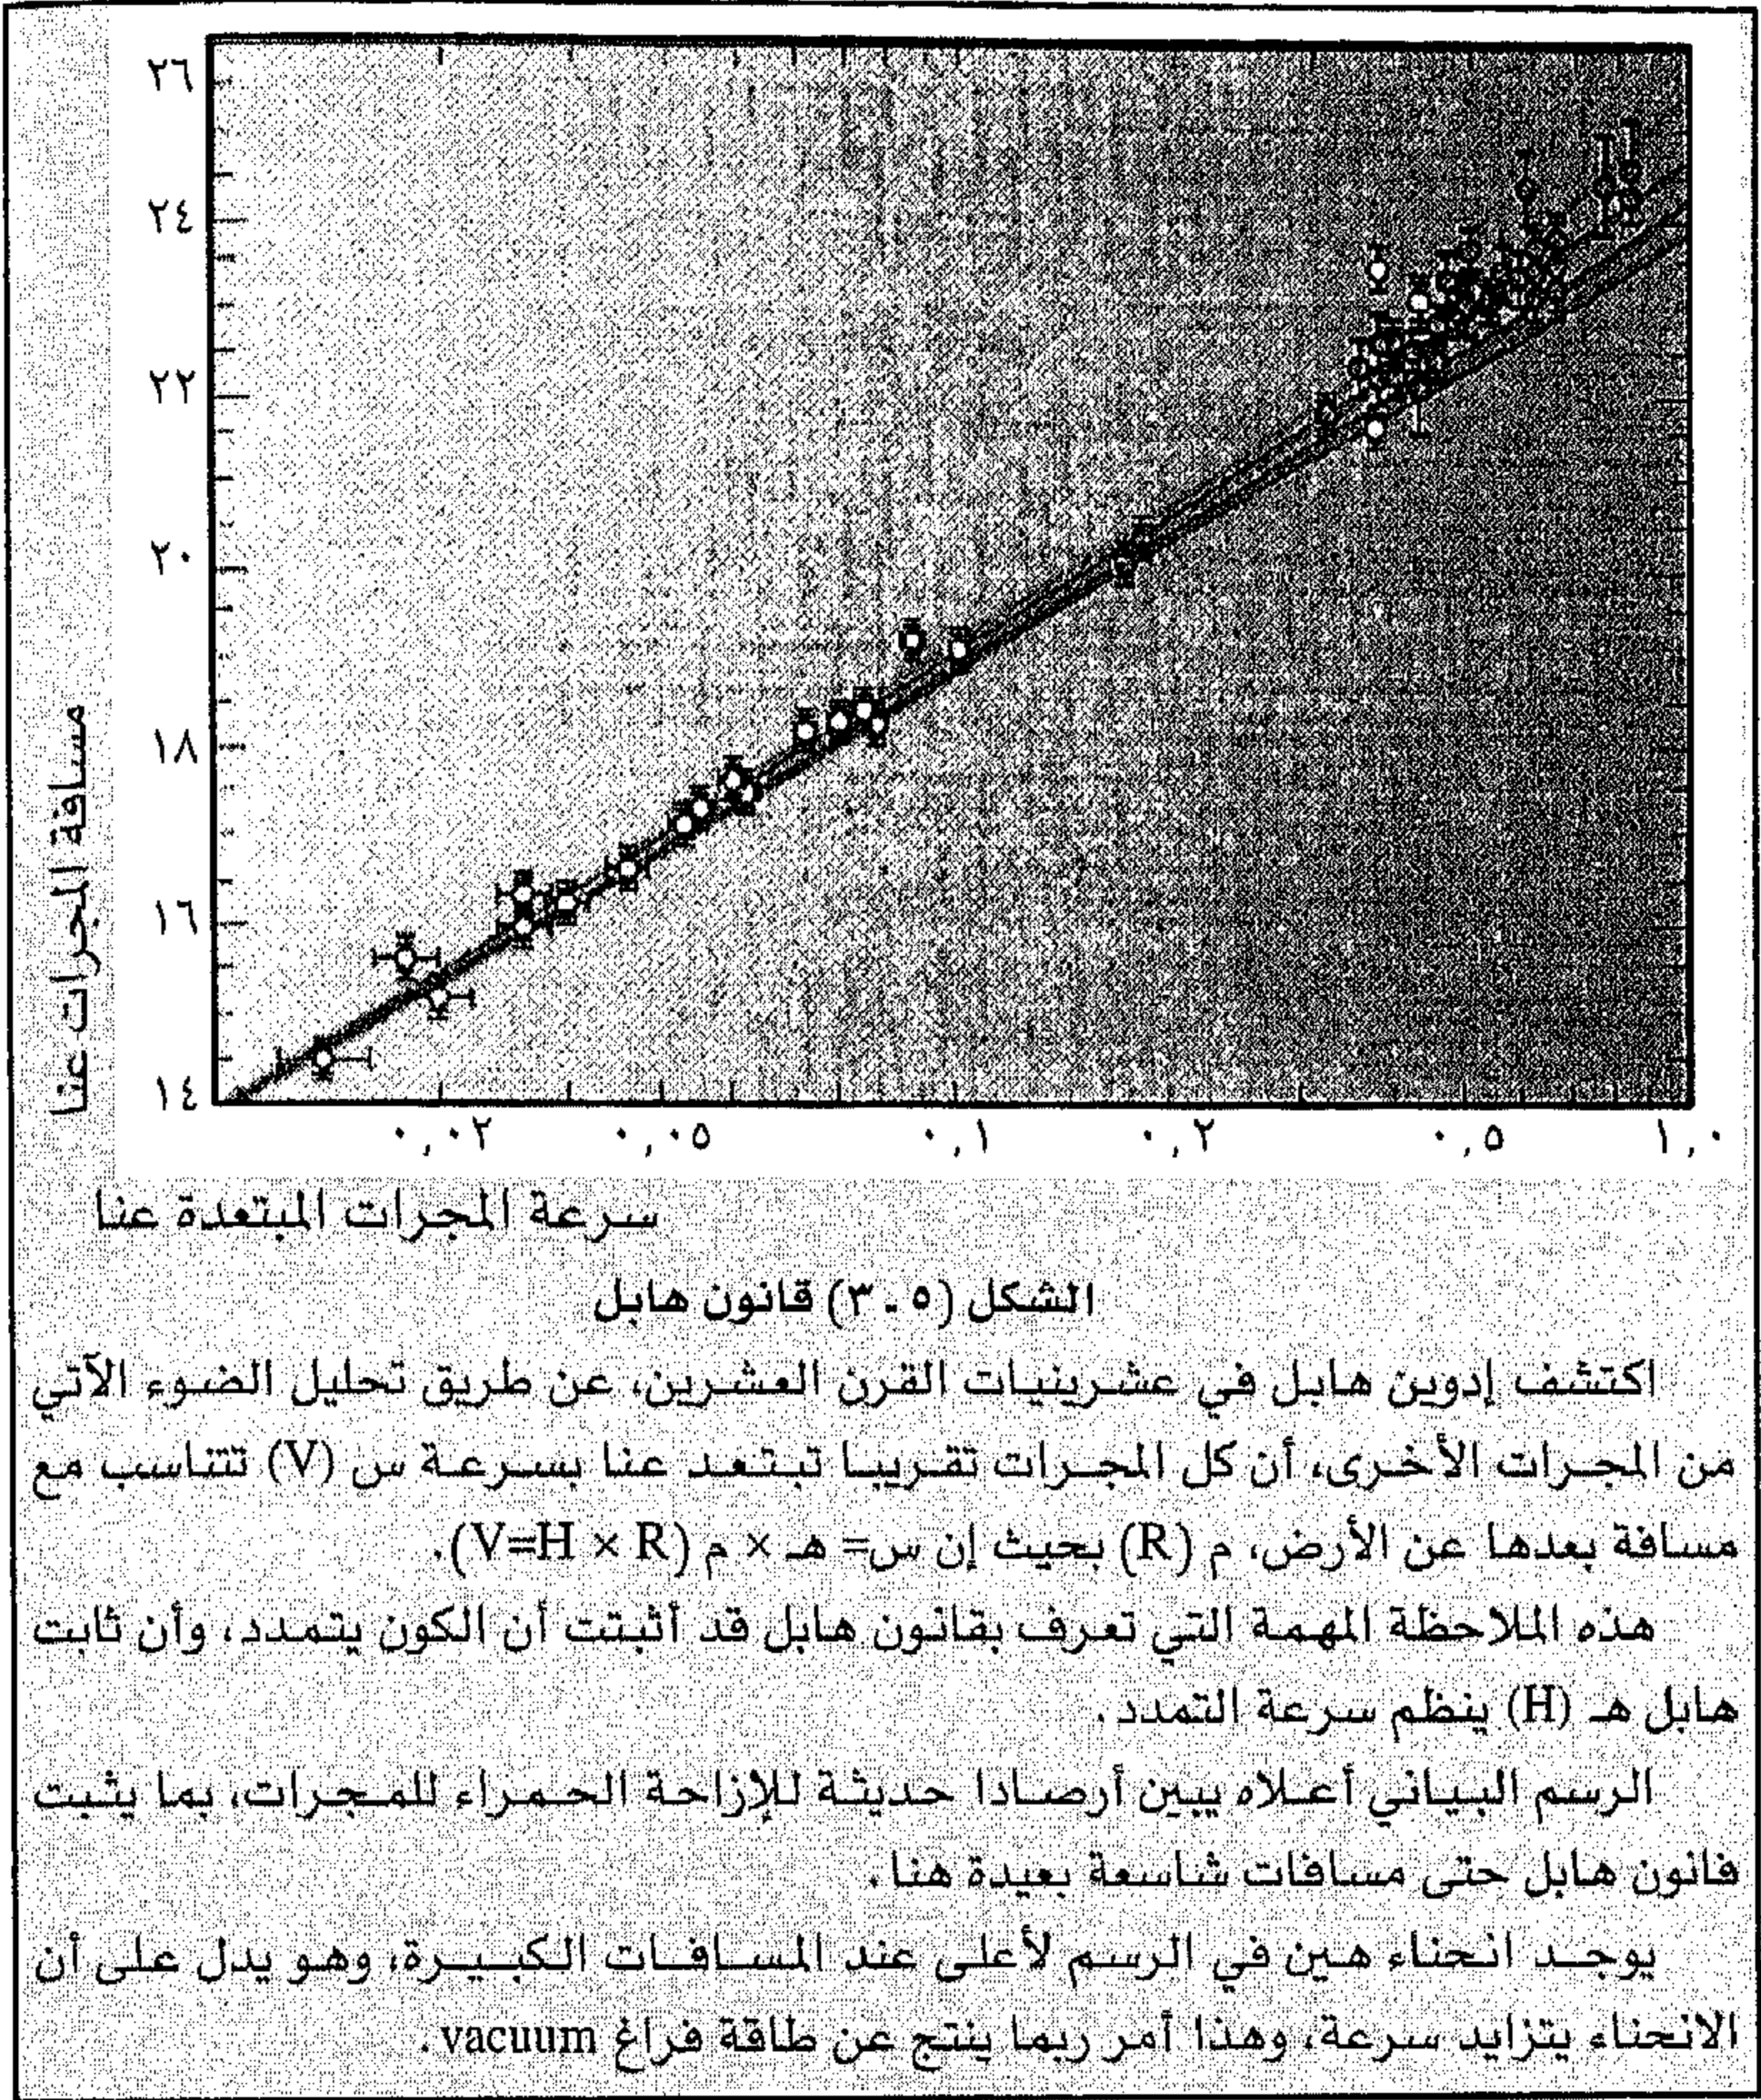 ٢٦
٢٤
٢٢
٢٠
١٨
١٦
١٤
مسافة المجرات عنا
٠,٠٢ ٠,٠٥ ٠,١ ٠,٢ ٠,٥ ١,٠
سرعة المجرات المبتعدة عنا
الشكل (٥ - ٣) قانون هابل
اكتشف إدوين هابل في عشرينيات القرن العشرين، عن طريق تحليل الضوء الآتي
من المجرات الأخرى، أن كل المجرات تقريبا تبتعد عنا بسرعة س (V) تتناسب مع
مسافة بعدها عن الأرض، م (R) بحيث إن س= هـ × م (V=H × R).
هذه الملاحظة المهمة التي تعرف بقانون هابل قد أثبتت أن الكون يتمدد، وأن ثابت
هابل هـ (H) ينظم سرعة التمدد.
الرسم البياني أعلاه يبين أرصادا حديثة للإزاحة الحمراء للمجرات، بما يثبت
قانون هابل حتى مسافات شاسعة بعيدة هنا.
يوجد انحناء هين في الرسم لأعلى عند المسافات الكبيرة، وهو يدل على أن
الانحناء يتزايد سرعة، وهذا أمر ربما ينتج عن طاقة فراغ vacuum.